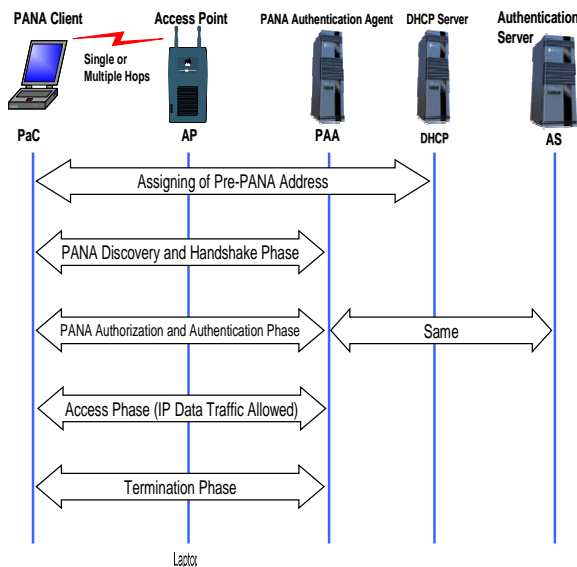 PANA Client
Access Point
PANA Authentication Agent
DHCP Server
Authentication
Server
Single or
Multiple Hops
PaC
AP
PAA
DHCP
AS
Assigning of Pre-PANA Address
PANA Discovery and Handshake Phase
PANA Authorization and Authentication Phase
Same
Access Phase (IP Data Traffic Allowed)
Termination Phase
Laptop